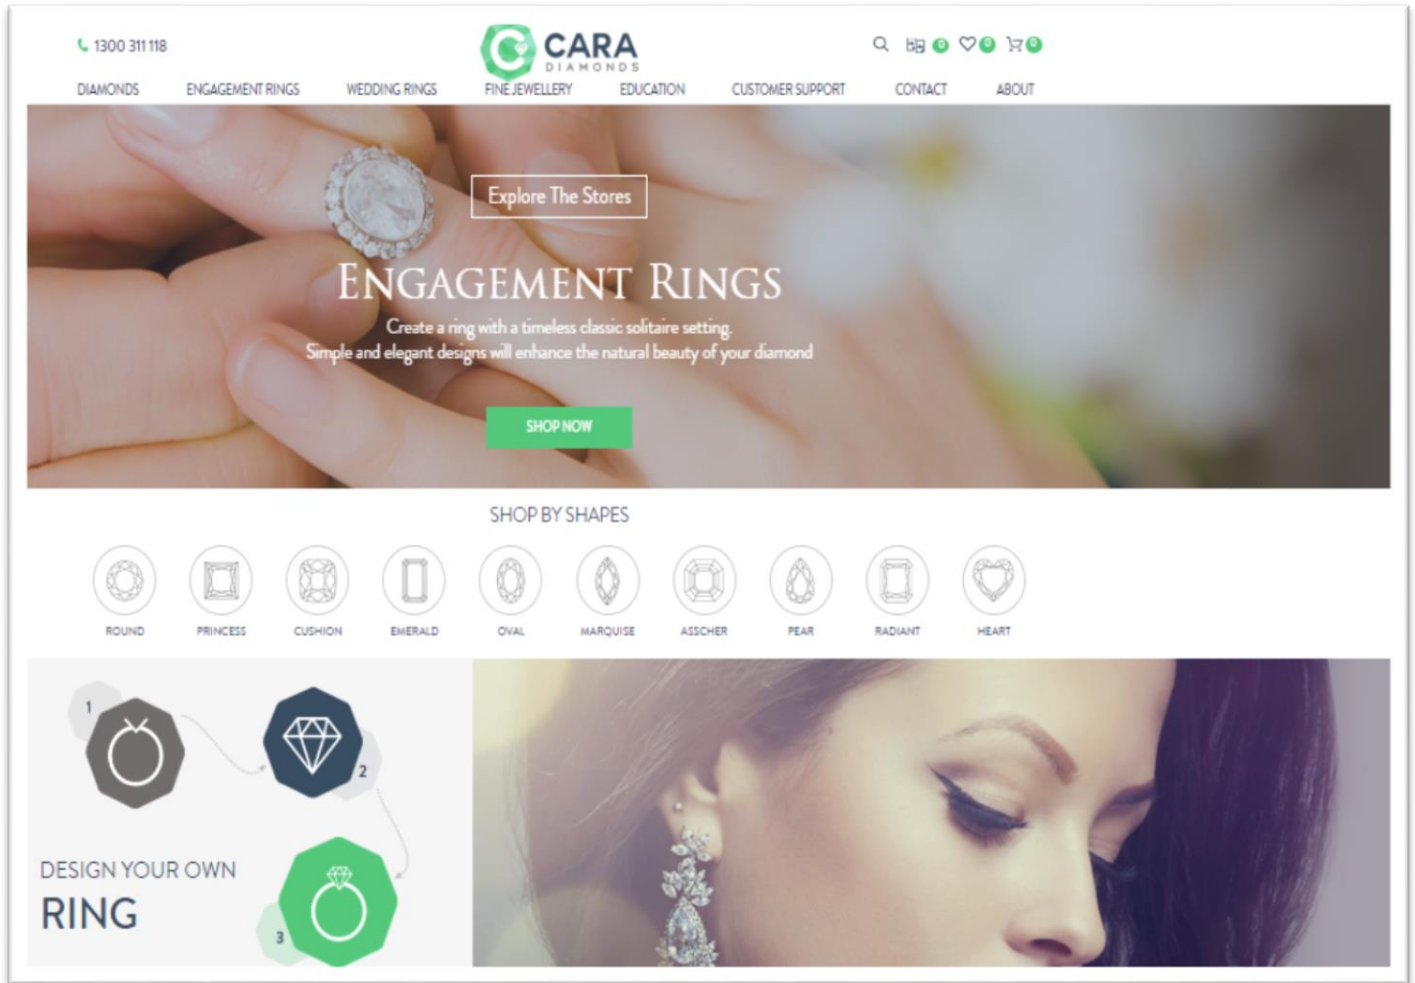 1300 311 118
CARA
DIAMONDS
0
0
0
DIAMONDS ENGAGEMENT RINGS WEDDING RINGS FINE JEWELLERY EDUCATION CUSTOMER SUPPORT CONTACT ABOUT
Explore The Stores
ENGAGEMENT RINGS
Create a ring with a timeless classic solitaire setting.
Simple and elegant designs will enhance the natural beauty of your diamond
SHOP NOW
SHOP BY SHAPES
ROUND PRINCESS CUSHION EMERALD OVAL MARQUISE ASSCHER PEAR RADIANT HEART
1
2
DESIGN YOUR OWN
RING
3